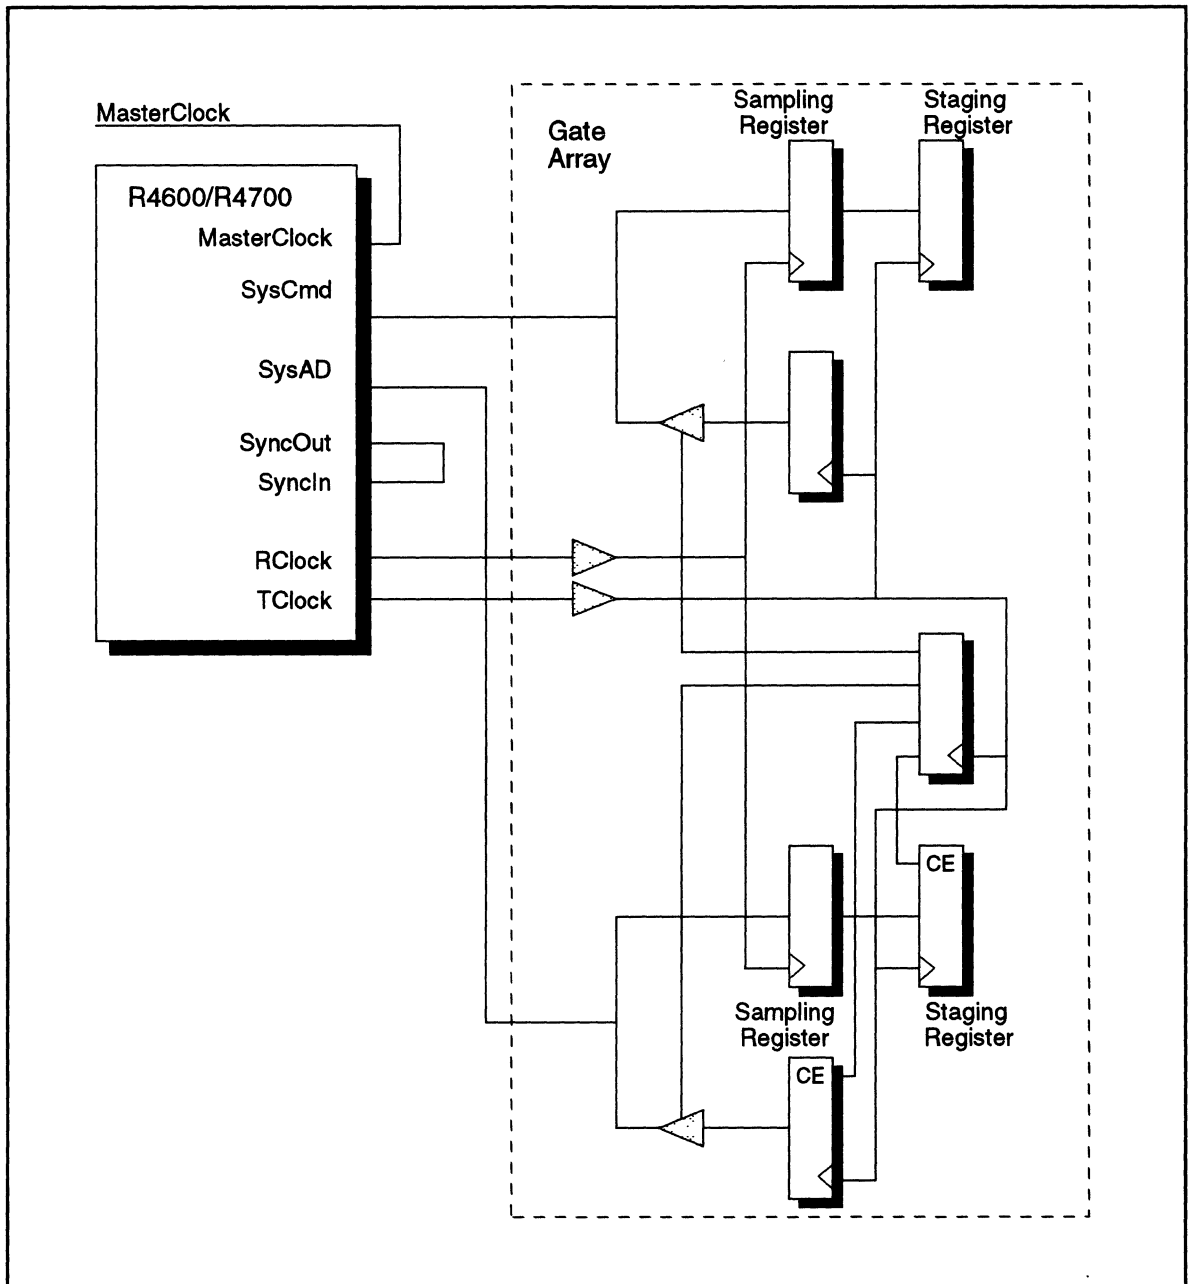 MasterClock
R4600/R4700
MasterClock
SysCmd
SysAD
SyncOut
SyncIn
RClock
TClock
Gate
Array
Sampling
Register
Staging
Register
CE
Sampling
Register
Staging
Register
CE